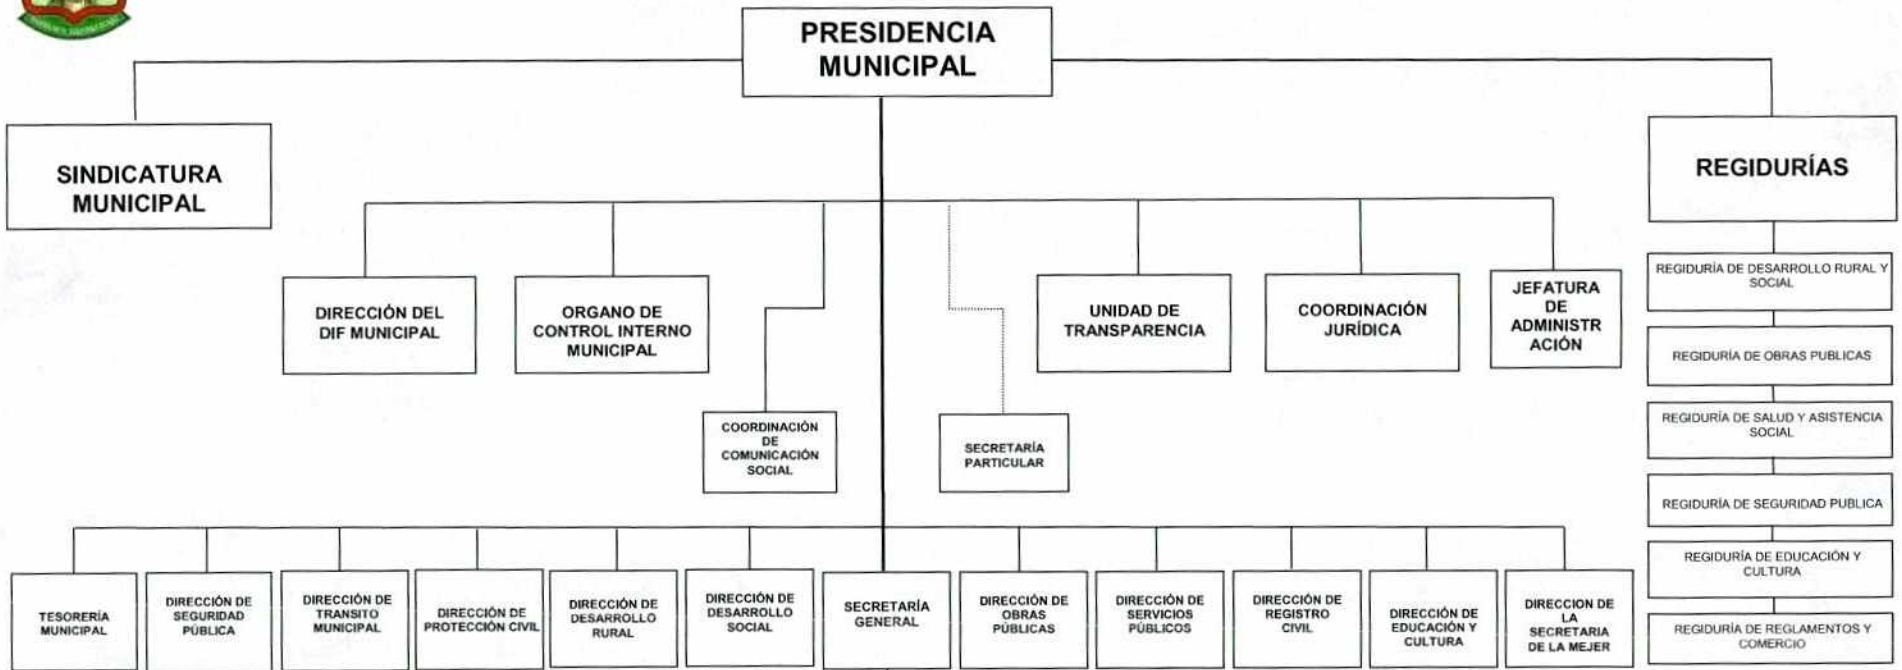 PRESIDENCIA
MUNICIPAL
SINDICATURA
MUNICIPAL
REGIDURÍAS
DIRECCIÓN DEL
DIF MUNICIPAL
ORGANO DE
CONTROL INTERNO
MUNICIPAL
UNIDAD DE
TRANSPARENCIA
COORDINACIÓN
JURÍDICA
JEFATURA
DE
ADMINISTR
ACIÓN
COORDINACIÓN
DE
COMUNICACIÓN
SOCIAL
SECRETARÍA
PARTICULAR
REGIDURÍA DE DESARROLLO RURAL Y
SOCIAL
REGIDURÍA DE OBRAS PUBLICAS
REGIDURÍA DE SALUD Y ASISTENCIA
SOCIAL
REGIDURÍA DE SEGURIDAD PUBLICA
REGIDURÍA DE EDUCACIÓN Y
CULTURA
REGIDURÍA DE REGLAMENTOS Y
COMERCIO
TESORERÍA
MUNICIPAL
DIRECCIÓN DE
SEGURIDAD
PÚBLICA
DIRECCIÓN DE
TRANSITO
MUNICIPAL
DIRECCIÓN DE
PROTECCIÓN CIVIL
DIRECCIÓN DE
DESARROLLO
RURAL
DIRECCIÓN DE
DESARROLLO
SOCIAL
SECRETARÍA
GENERAL
DIRECCIÓN DE
OBRAS
PÚBLICAS
DIRECCIÓN DE
SERVICIOS
PÚBLICOS
DIRECCIÓN DE
REGISTRO
CIVIL
DIRECCIÓN DE
EDUCACIÓN Y
CULTURA
DIRECCION DE
LA
SECRETARIA
DE LA MEJER